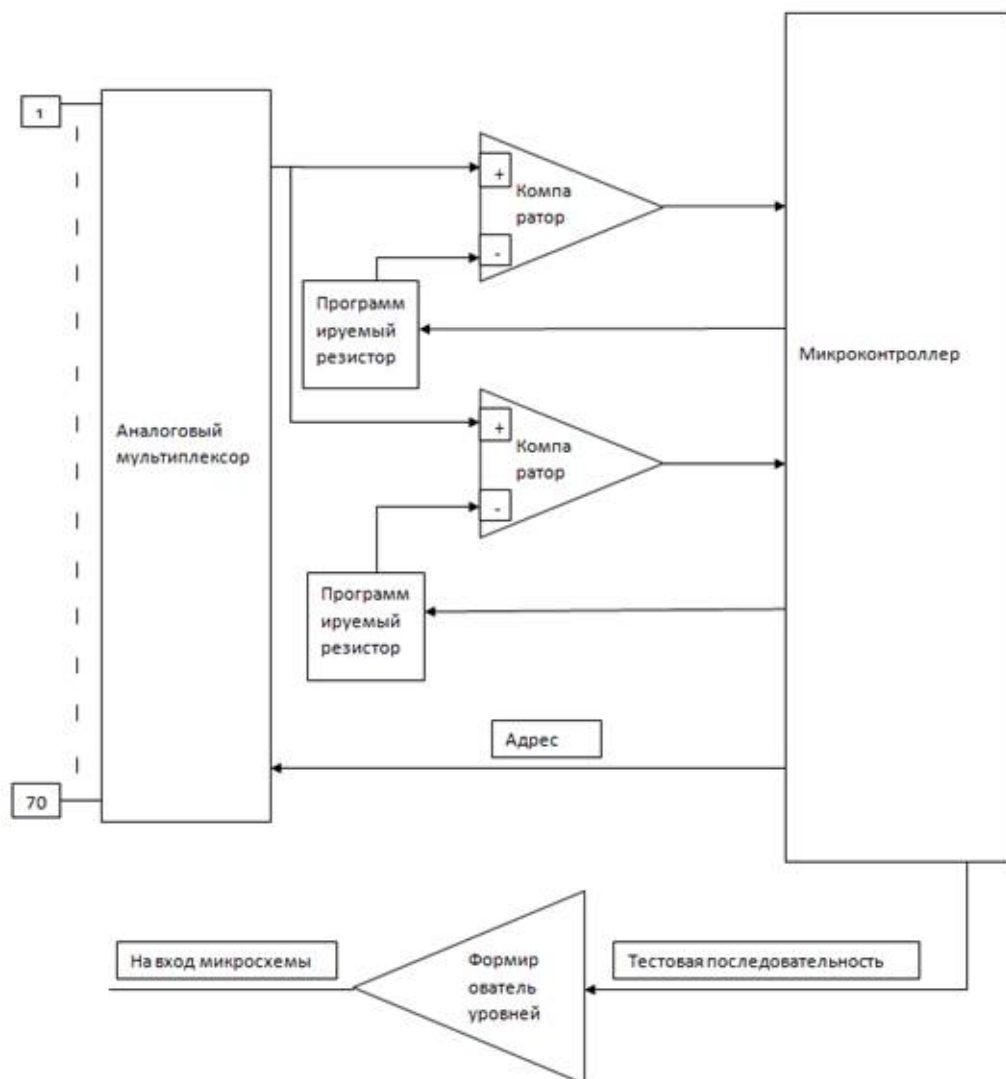 1
+
Компа
ратор
-
Программ
ируемый
резистор
Микроконтроллер
Аналоговый
мультиплексор
+
Компа
ратор
-
Программ
ируемый
резистор
Адрес
70
На вход микросхемы
Формир
ователь
уровней
Тестовая последовательность